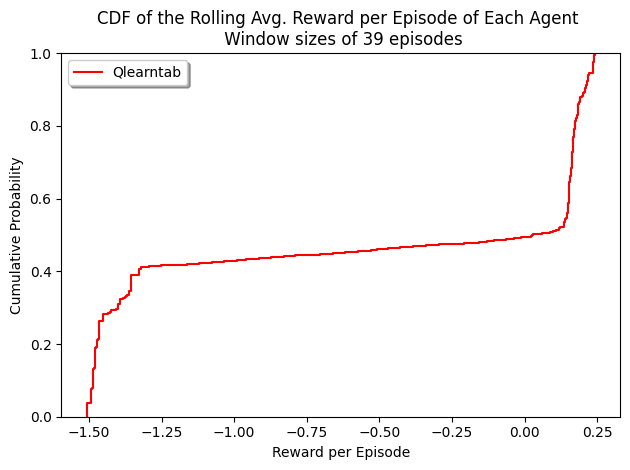 CDF of the Rolling Avg. Reward per Episode of Each Agent
Window sizes of 39 episodes
Qlearntab
Cumulative Probability
1.0
0.8
0.6
0.4
0.2
0.0
−1.50 −1.25 −1.00 −0.75 −0.50 −0.25 0.00 0.25
Reward per Episode